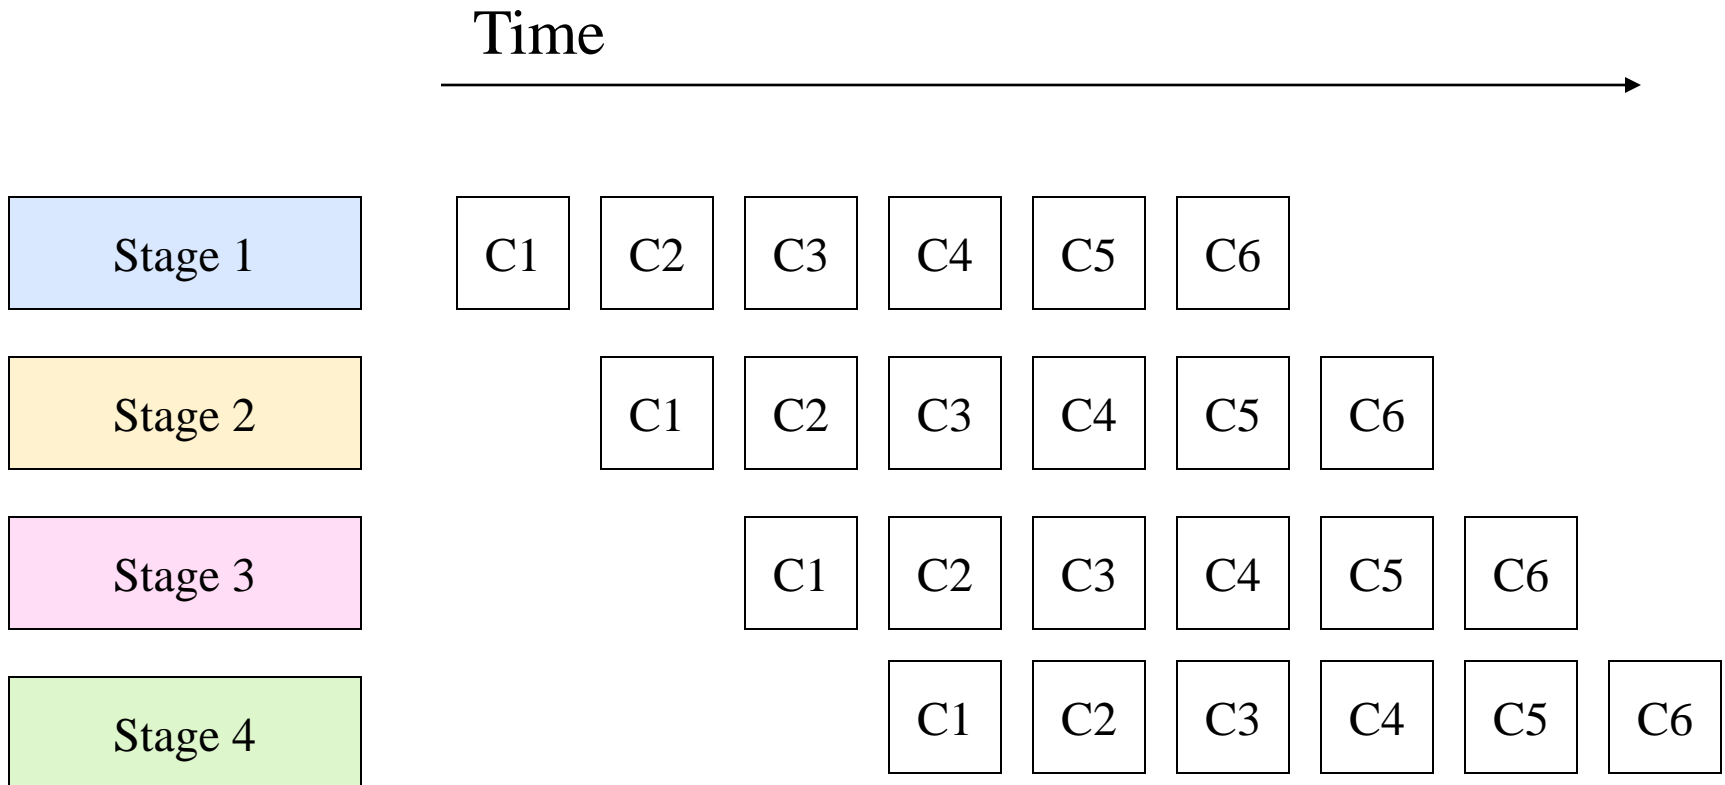 Time
Stage 1 C1 C2 C3 C4 C5 C6
Stage 2 C1 C2 C3 C4 C5 C6
Stage 3 C1 C2 C3 C4 C5 C6
Stage 4 C1 C2 C3 C4 C5 C6